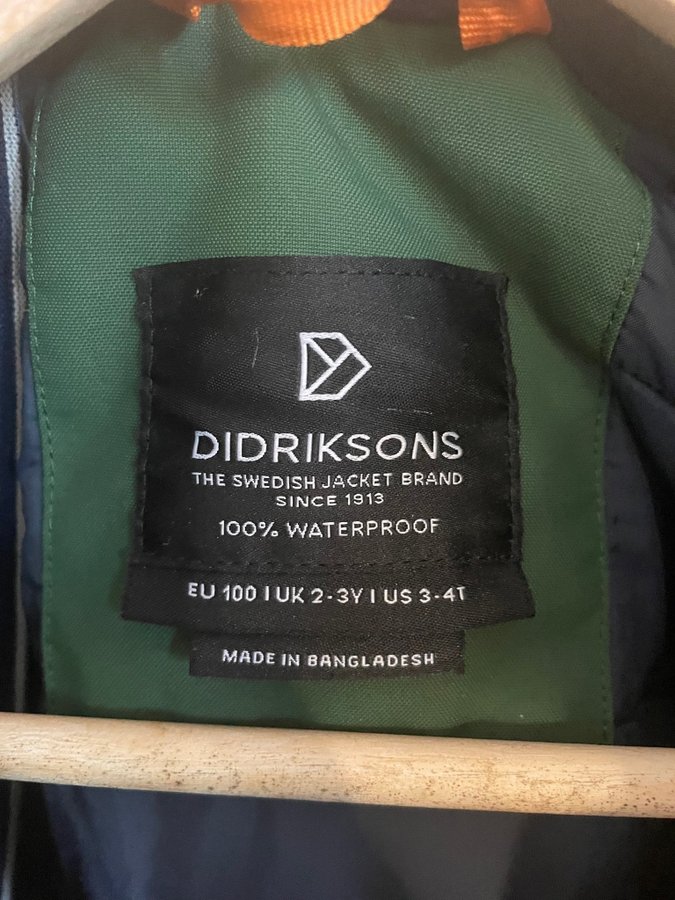 DIDRIKSONS
THE SWEDISH JACKET BRAND
SINCE 1913
100% WATERPROOF
EU 100 I UK 2-3Y I US 3-4T
MADE IN BANGLADESH